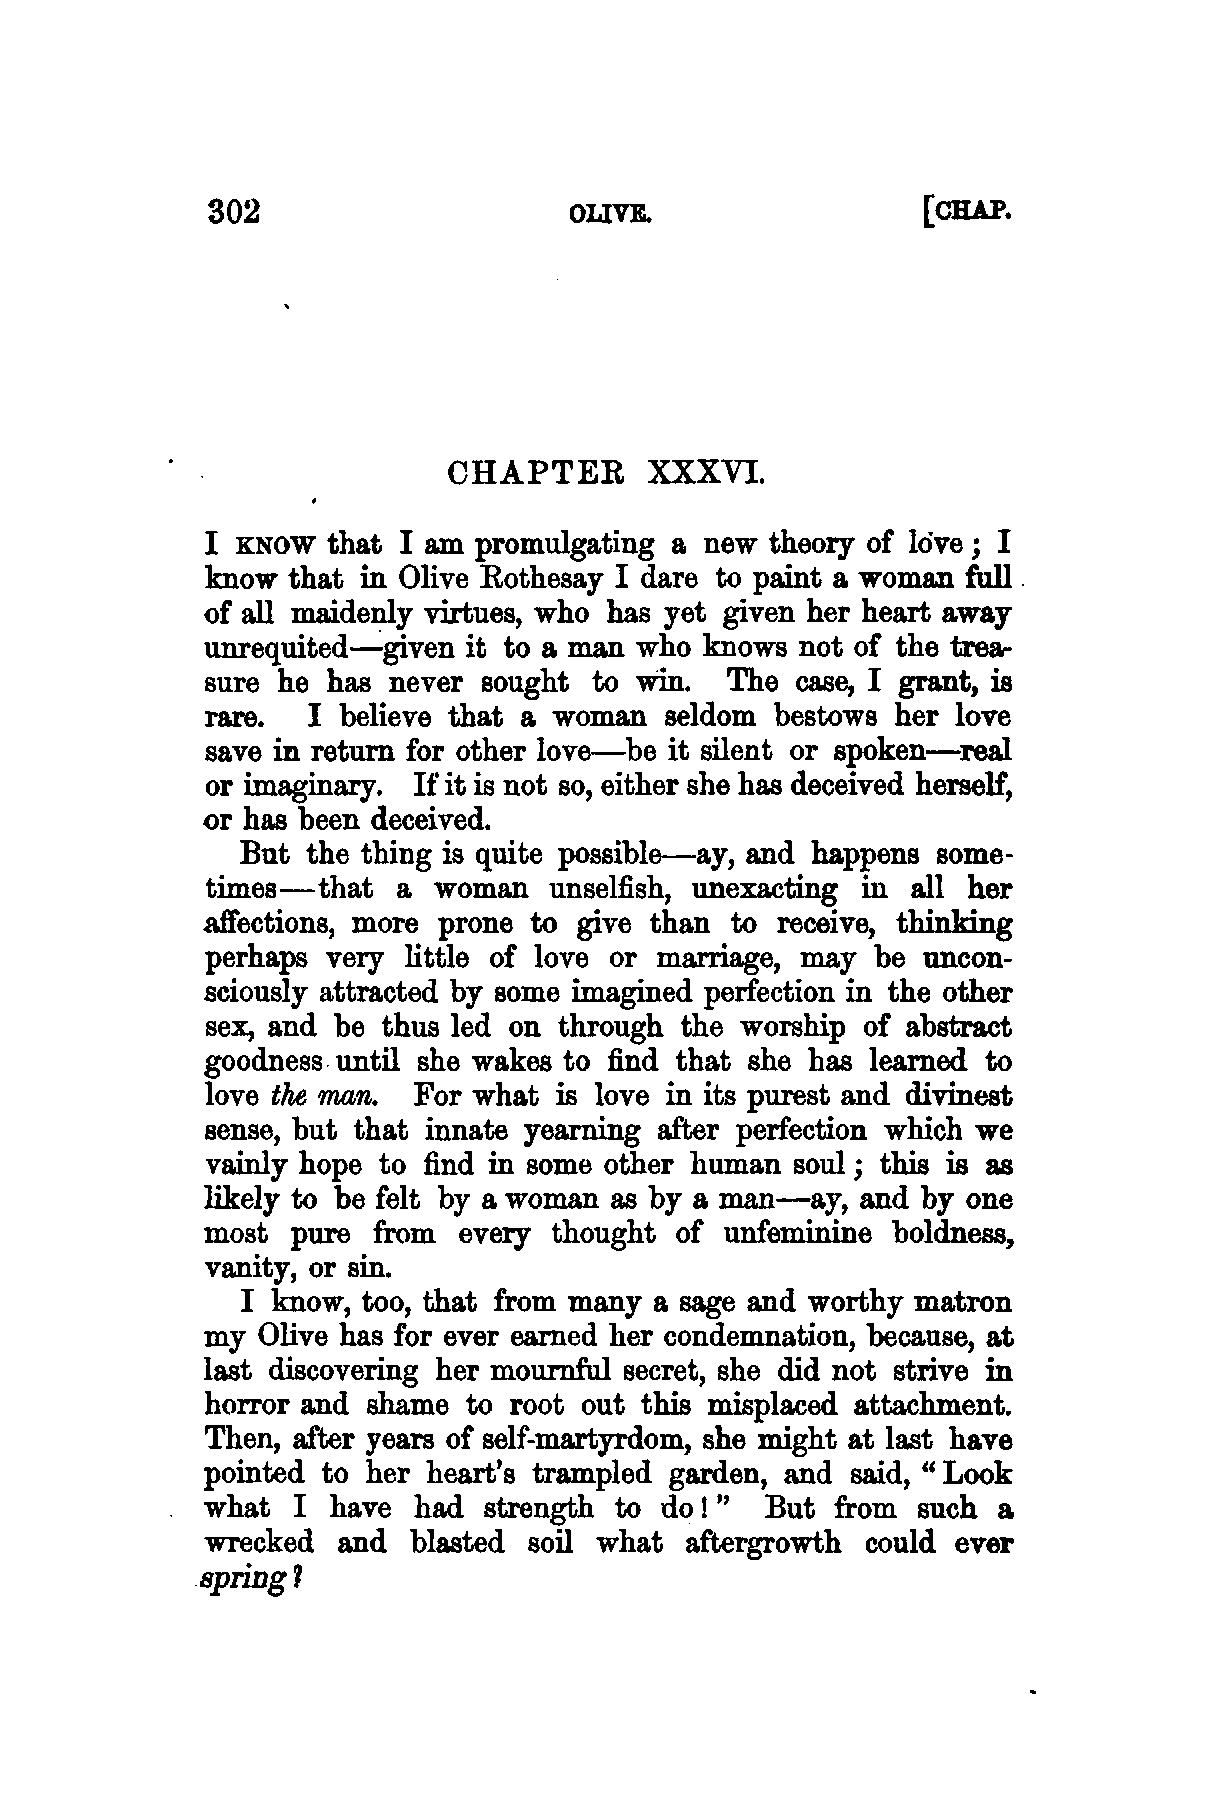 302 OLIVE. [CHAP.
CHAPTER XXXVI.
I KNOW that I am promulgating a new theory of love; I
know that in Olive Rothesay I dare to paint a woman full
of all maidenly virtues, who has yet given her heart away
unrequited—given it to a man who knows not of the trea-
sure he has never sought to win. The case, I grant, is
rare. I believe that a woman seldom bestows her love
save in return for other love—be it silent or spoken—real
or imaginary. If it is not so, either she has deceived herself,
or has been deceived.
But the thing is quite possible—ay, and happens some-
times—that a woman unselfish, unexacting in all her
affections, more prone to give than to receive, thinking
perhaps very little of love or marriage, may be uncon-
sciously attracted by some imagined perfection in the other
sex, and be thus led on through the worship of abstract
goodness until she wakes to find that she has learned to
love the man. For what is love in its purest and divinest
sense, but that innate yearning after perfection which we
vainly hope to find in some other human soul; this is as
likely to be felt by a woman as by a man—ay, and by one
most pure from every thought of unfeminine boldness,
vanity, or sin.
I know, too, that from many a sage and worthy matron
my Olive has for ever earned her condemnation, because, at
last discovering her mournful secret, she did not strive in
horror and shame to root out this misplaced attachment.
Then, after years of self-martyrdom, she might at last have
pointed to her heart's trampled garden, and said, "Look
what I have had strength to do!" But from such a
wrecked and blasted soil what aftergrowth could ever
spring?